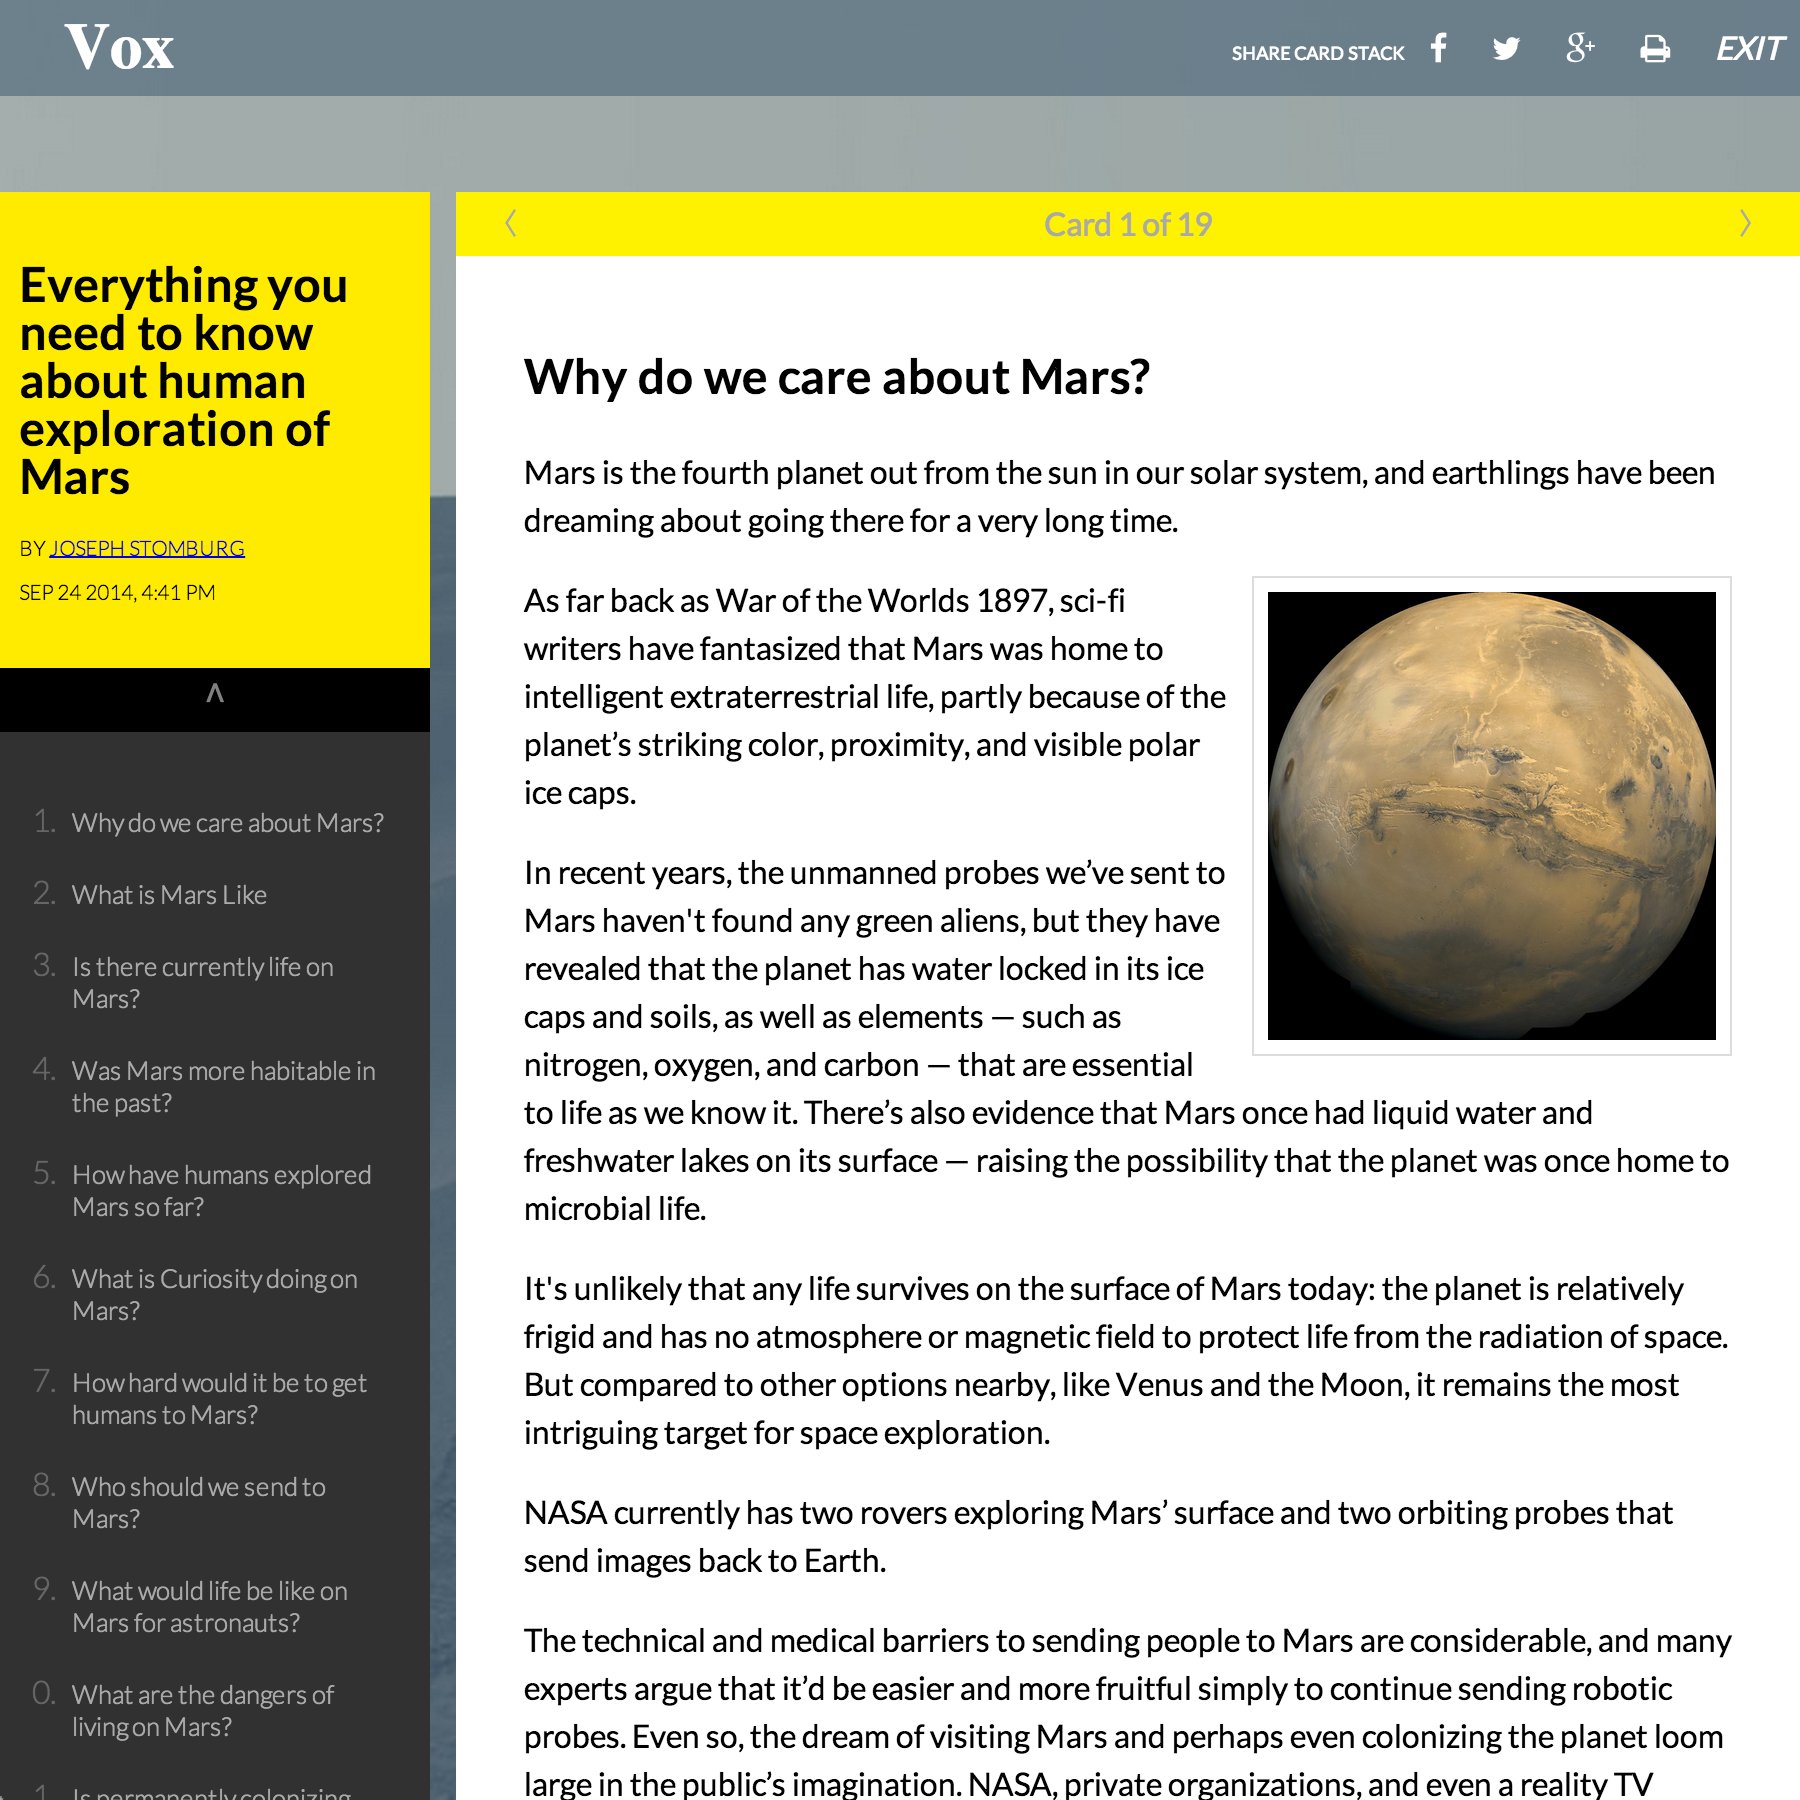 Vox
SHARE CARD STACK
EXIT
Everything you
need to know
about human
exploration of
Mars
BY JOSEPH STOMBURG
SEP 24 2014, 4:41 PM
1. Why do we care about Mars?
2. What is Mars Like
3. Is there currently life on
Mars?
4. Was Mars more habitable in
the past?
5. How have humans explored
Mars so far?
6. What is Curiosity doing on
Mars?
7. How hard would it be to get
humans to Mars?
8. Who should we send to
Mars?
9. What would life be like on
Mars for astronauts?
0. What are the dangers of
living on Mars?
1. Is permanently colonizing
Card 1 of 19
Why do we care about Mars?
Mars is the fourth planet out from the sun in our solar system, and earthlings have been
dreaming about going there for a very long time.
As far back as War of the Worlds 1897, sci-fi
writers have fantasized that Mars was home to
intelligent extraterrestrial life, partly because of the
planet’s striking color, proximity, and visible polar
ice caps.
In recent years, the unmanned probes we’ve sent to
Mars haven't found any green aliens, but they have
revealed that the planet has water locked in its ice
caps and soils, as well as elements — such as
nitrogen, oxygen, and carbon — that are essential
to life as we know it. There’s also evidence that Mars once had liquid water and
freshwater lakes on its surface — raising the possibility that the planet was once home to
microbial life.
It's unlikely that any life survives on the surface of Mars today: the planet is relatively
frigid and has no atmosphere or magnetic field to protect life from the radiation of space.
But compared to other options nearby, like Venus and the Moon, it remains the most
intriguing target for space exploration.
NASA currently has two rovers exploring Mars’ surface and two orbiting probes that
send images back to Earth.
The technical and medical barriers to sending people to Mars are considerable, and many
experts argue that it’d be easier and more fruitful simply to continue sending robotic
probes. Even so, the dream of visiting Mars and perhaps even colonizing the planet loom
large in the public’s imagination. NASA, private organizations, and even a reality TV